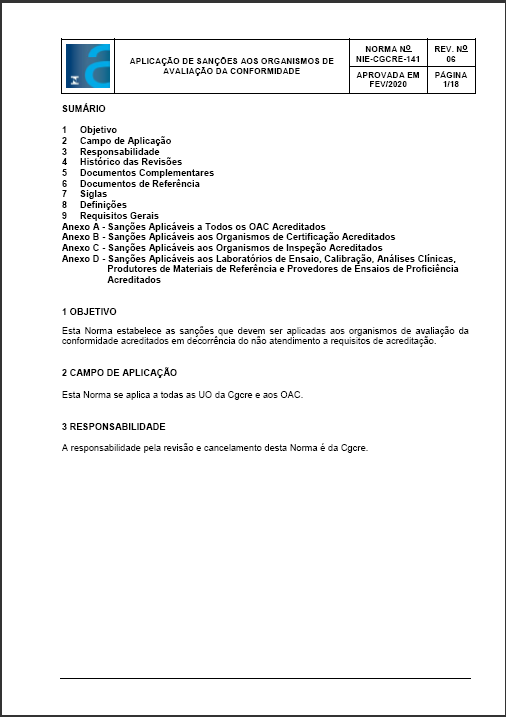 APLICAÇÃO DE SANÇÕES AOS ORGANISMOS DE
AVALIAÇÃO DA CONFORMIDADE
NORMA Nº
NIE-CGCRE-141
REV. Nº
06
APROVADA EM
FEV/2020
PÁGINA
1/18
SUMÁRIO
1 Objetivo
2 Campo de Aplicação
3 Responsabilidade
4 Histórico das Revisões
5 Documentos Complementares
6 Documentos de Referência
7 Siglas
8 Definições
9 Requisitos Gerais
Anexo A - Sanções Aplicáveis a Todos os OAC Acreditados
Anexo B - Sanções Aplicáveis aos Organismos de Certificação Acreditados
Anexo C - Sanções Aplicáveis aos Organismos de Inspeção Acreditados
Anexo D - Sanções Aplicáveis aos Laboratórios de Ensaio, Calibração, Análises Clínicas,
Produtores de Materiais de Referência e Provedores de Ensaios de Proficiência
Acreditados
1 OBJETIVO
Esta Norma estabelece as sanções que devem ser aplicadas aos organismos de avaliação da
conformidade acreditados em decorrência do não atendimento a requisitos de acreditação.
2 CAMPO DE APLICAÇÃO
Esta Norma se aplica a todas as UO da Cgcre e aos OAC.
3 RESPONSABILIDADE
A responsabilidade pela revisão e cancelamento desta Norma é da Cgcre.